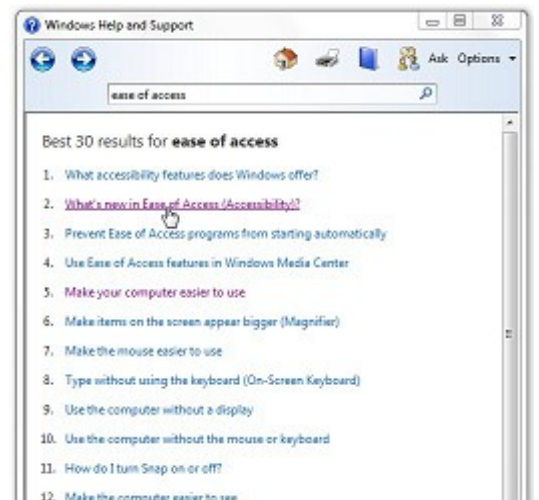 Windows Help and Support
Ask Options
ease of access
Best 30 results for ease of access
1. What accessibility features does Windows offer?
2. What's new in Ease of Access (Accessibility)?
3. Prevent Ease of Access programs from starting automatically
4. Use Ease of Access features in Windows Media Center
5. Make your computer easier to use
6. Make items on the screen appear bigger (Magnifier)
7. Make the mouse easier to use
8. Type without using the keyboard (On-Screen Keyboard)
9. Use the computer without a display
10. Use the computer without the mouse or keyboard
11. How do I turn Snap on or off?
12. Make the computer easier to see